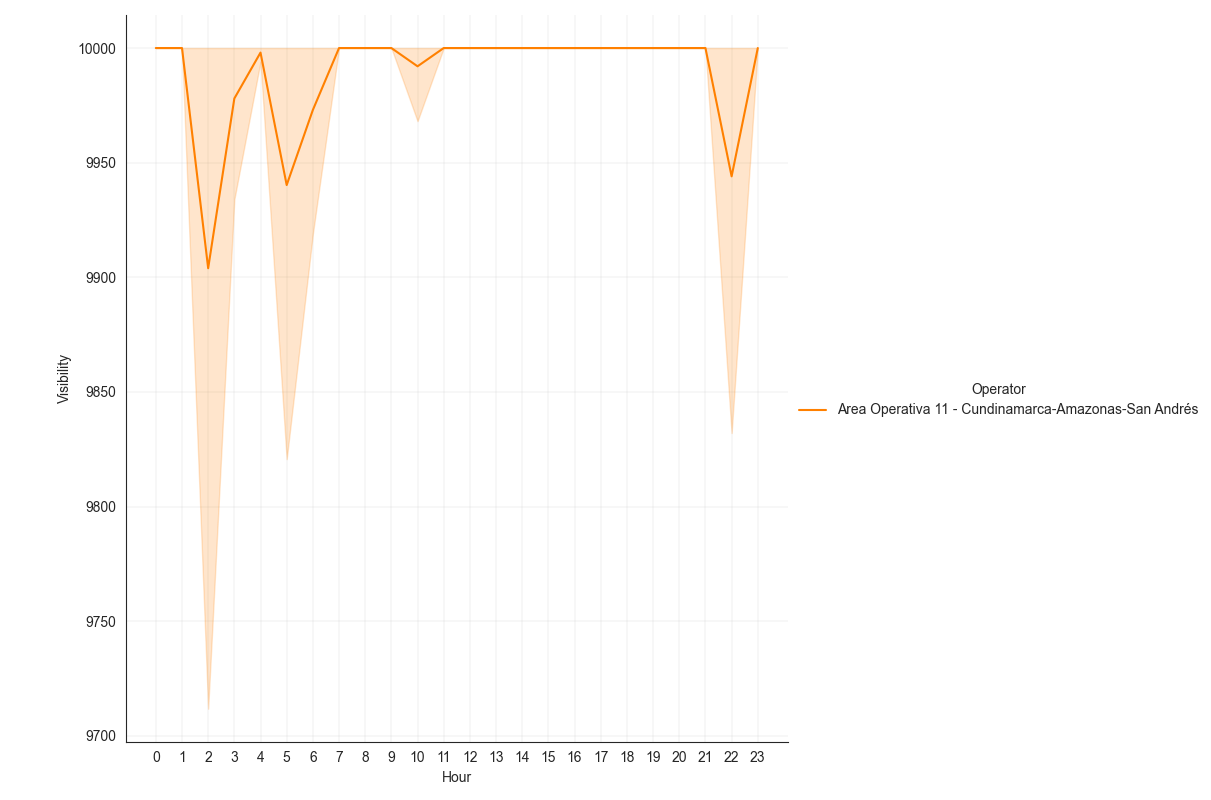 10000
9950
9900
9850
9800
9750
9700
Visibility
0 1 2 3 4 5 6 7 8 9 10 11 12 13 14 15 16 17 18 19 20 21 22 23
Hour
Operator
Area Operativa 11 - Cundinamarca-Amazonas-San Andrés